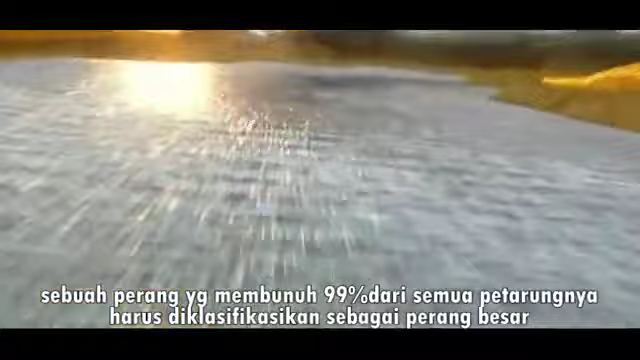 sebuah perang yg membunuh 99%dari semua petarungnya
harus diklasifikasikan sebagai perang besar